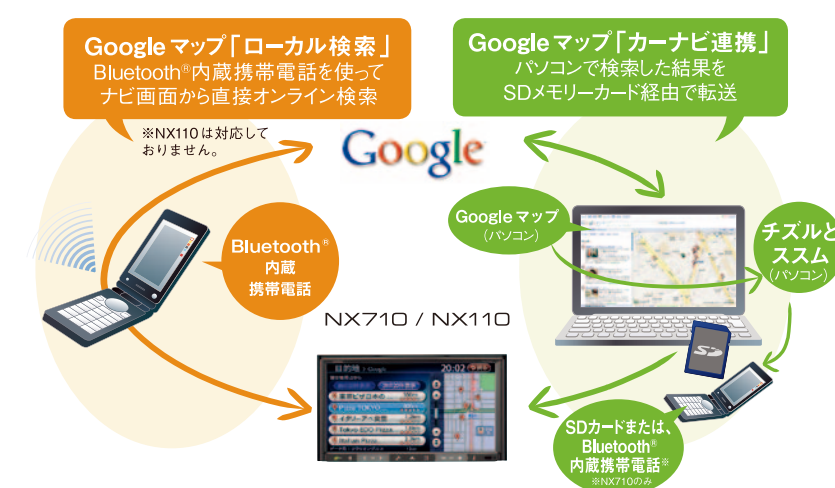 Googleマップ「ローカル検索」
Bluetooth®内蔵携帯電話を使って
ナビ画面から直接オンライン検索
※NX110は対応して
おりません。
Googleマップ「カーナビ連携」
パソコンで検索した結果を
SDメモリーカード経由で転送
Google
Bluetooth®
内蔵
携帯電話
Googleマップ
(パソコン)
チズルと
ススム
(パソコン)
NX710 / NX110
目的地
20:02
Pizza TOKYO
SD
SDカードまたは、
Bluetooth®
内蔵携帯電話※
※NX710のみ